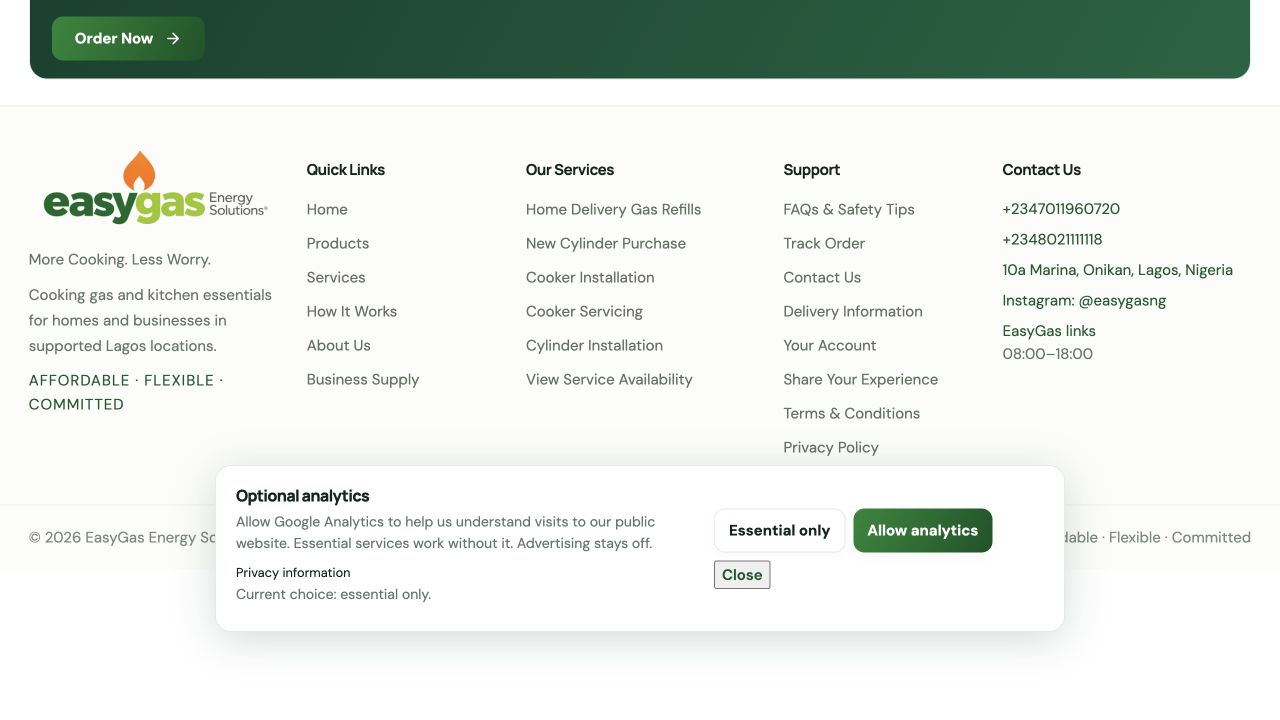 Order Now
easygas Energy Solutions®
More Cooking. Less Worry.
Cooking gas and kitchen essentials
for homes and businesses in
supported Lagos locations.
AFFORDABLE · FLEXIBLE ·
COMMITTED
Quick Links
Home
Products
Services
How It Works
About Us
Business Supply
Our Services
Home Delivery Gas Refills
New Cylinder Purchase
Cooker Installation
Cooker Servicing
Cylinder Installation
View Service Availability
Support
FAQs & Safety Tips
Track Order
Contact Us
Delivery Information
Your Account
Share Your Experience
Terms & Conditions
Privacy Policy
Contact Us
+2347011960720
+2348021111118
10a Marina, Onikan, Lagos, Nigeria
Instagram: @easygasng
EasyGas links
08:00–18:00
Optional analytics
Allow Google Analytics to help us understand visits to our public
website. Essential services work without it. Advertising stays off.
Privacy information
Current choice: essential only.
Essential only
Allow analytics
Close
© 2026 EasyGas Energy
· Flexible · Committed